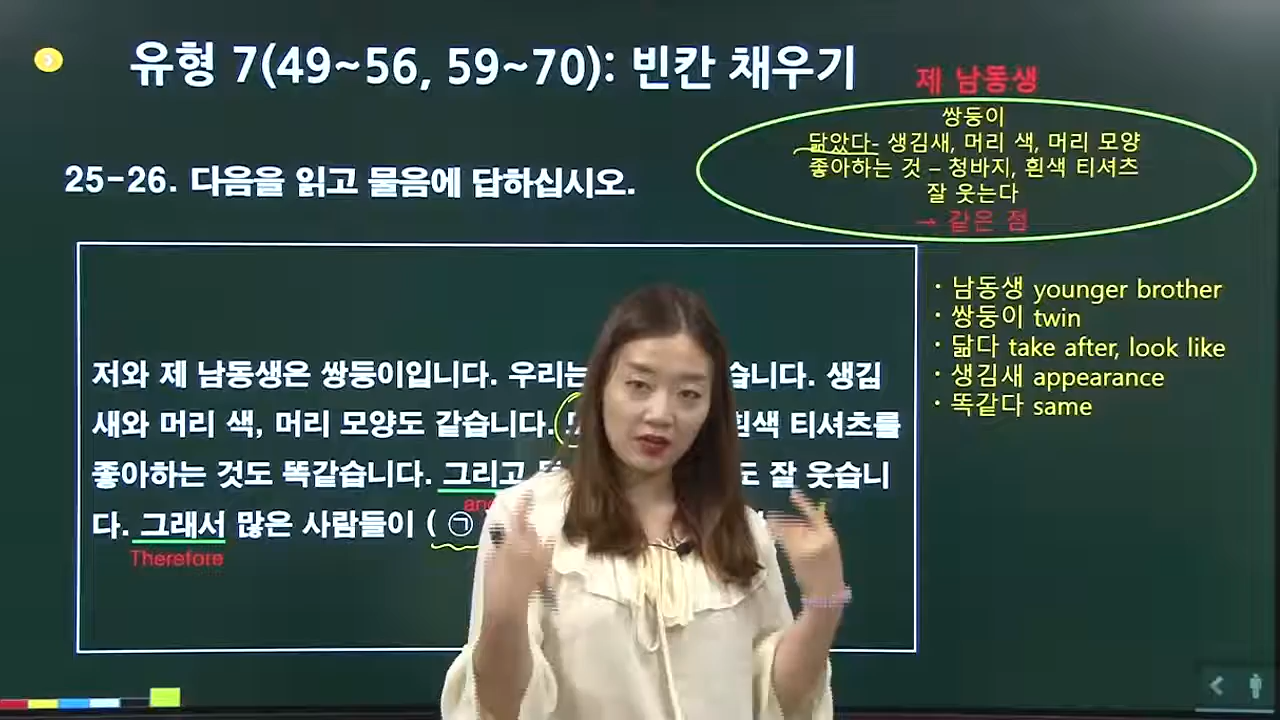 유형 7(49~56, 59~70): 빈칸 채우기
제 남동생
쌍둥이
닮았다- 생김새, 머리 색, 머리 모양
좋아하는 것 – 청바지, 흰색 티셔츠
잘 웃는다
→ 같은 점
25-26. 다음을 읽고 물음에 답하십시오.
저와 제 남동생은 쌍둥이입니다. 우리는 습니다. 생김
새와 머리 색, 머리 모양도 같습니다. 흰색 티셔츠를
좋아하는 것도 똑같습니다. 그리고 도 잘 웃습니
다. 그래서 많은 사람들이 ( ㉠
Therefore
· 남동생 younger brother
· 쌍둥이 twin
· 닮다 take after, look like
· 생김새 appearance
· 똑같다 same